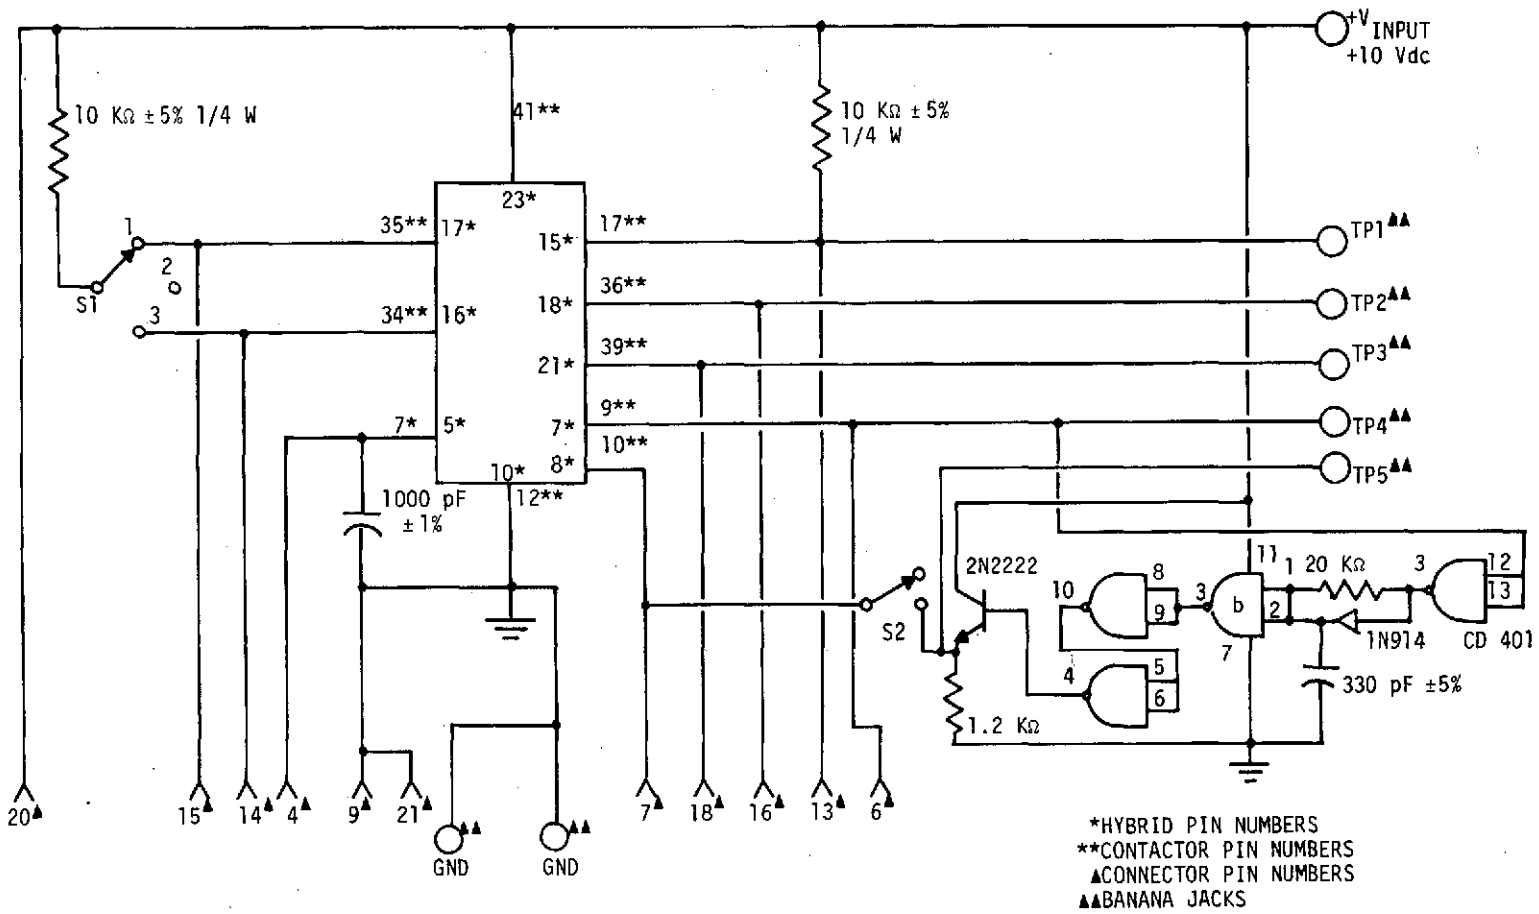 +V INPUT
+10 Vdc
10 KΩ ±5% 1/4 W
41**
10 KΩ ±5%
1/4 W
23*
1
35**
17*
15*
17**
TP1▲▲
2
S1
3
34**
16*
18*
36**
TP2▲▲
21*
39**
TP3▲▲
7*
5*
7*
9**
TP4▲▲
10**
8*
TP5▲▲
10*
12**
1000 pF
±1%
2N2222
S2
10
8
9
3
b
11
1
2
7
20 KΩ
3
12
13
1N914
CD 401
4
5
6
330 pF ±5%
1.2 KΩ
20▲
15▲
14▲
4▲
9▲
21▲
▲▲
GND
▲▲
GND
7▲
18▲
16▲
13▲
6▲
*HYBRID PIN NUMBERS
**CONTACTOR PIN NUMBERS
▲CONNECTOR PIN NUMBERS
▲▲BANANA JACKS